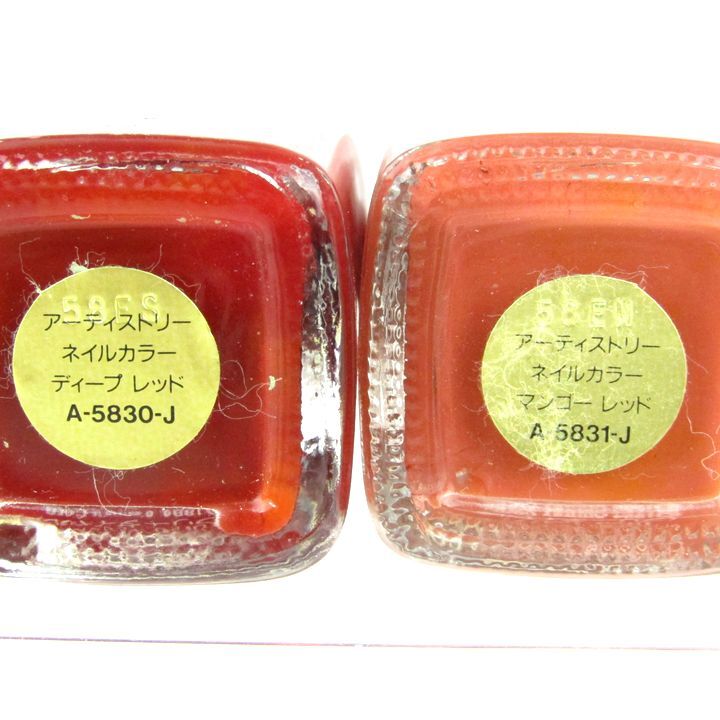 58ES
アーティストリー
ネイルカラー
ディープ レッド
A-5830-J
58EM
アーティストリー
ネイルカラー
マンゴー レッド
A-5831-J